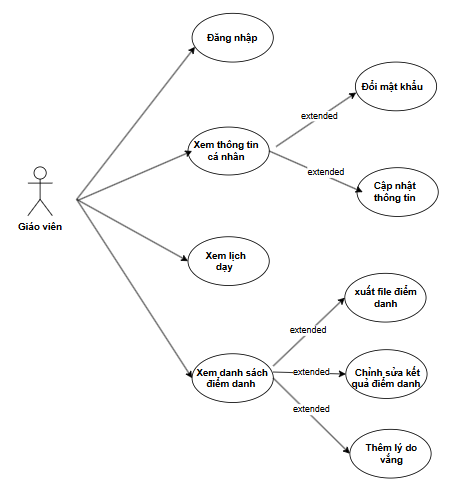 Đăng nhập
Đổi mật khẩu
extended
Xem thông tin
cá nhân
extended
Cập nhật
thông tin
Giáo viên
Xem lịch
dạy
xuất file điểm
danh
extended
Xem danh sách
điểm danh
extended
Chỉnh sửa kết
quả điểm danh
extended
Thêm lý do
vắng